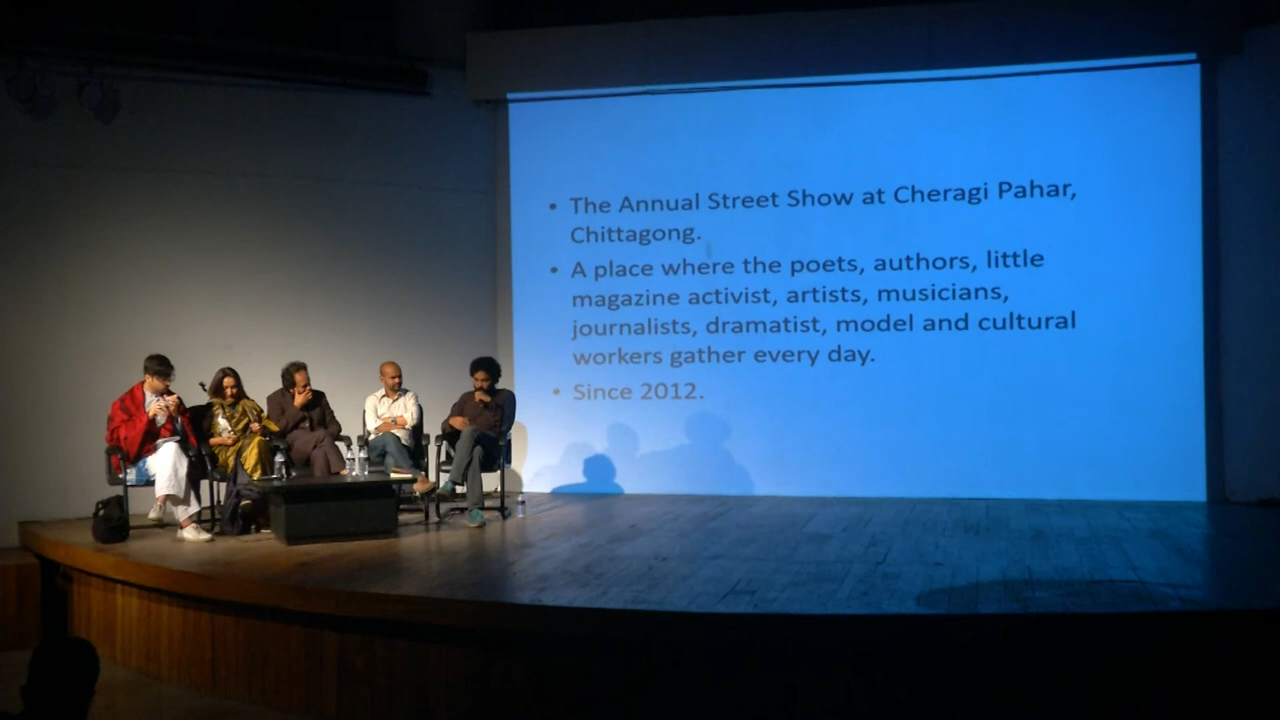 • The Annual Street Show at Cheragi Pahar,
Chittagong.
• A place where the poets, authors, little
magazine activist, artists, musicians,
journalists, dramatist, model and cultural
workers gather every day.
• Since 2012.